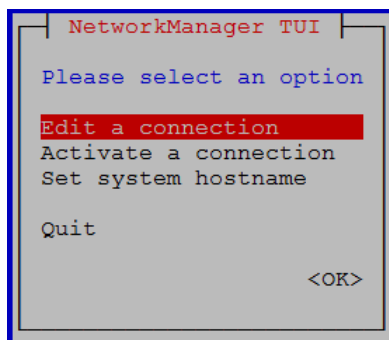 NetworkManager TUI
Please select an option
Edit a connection
Activate a connection
Set system hostname
Quit
<OK>